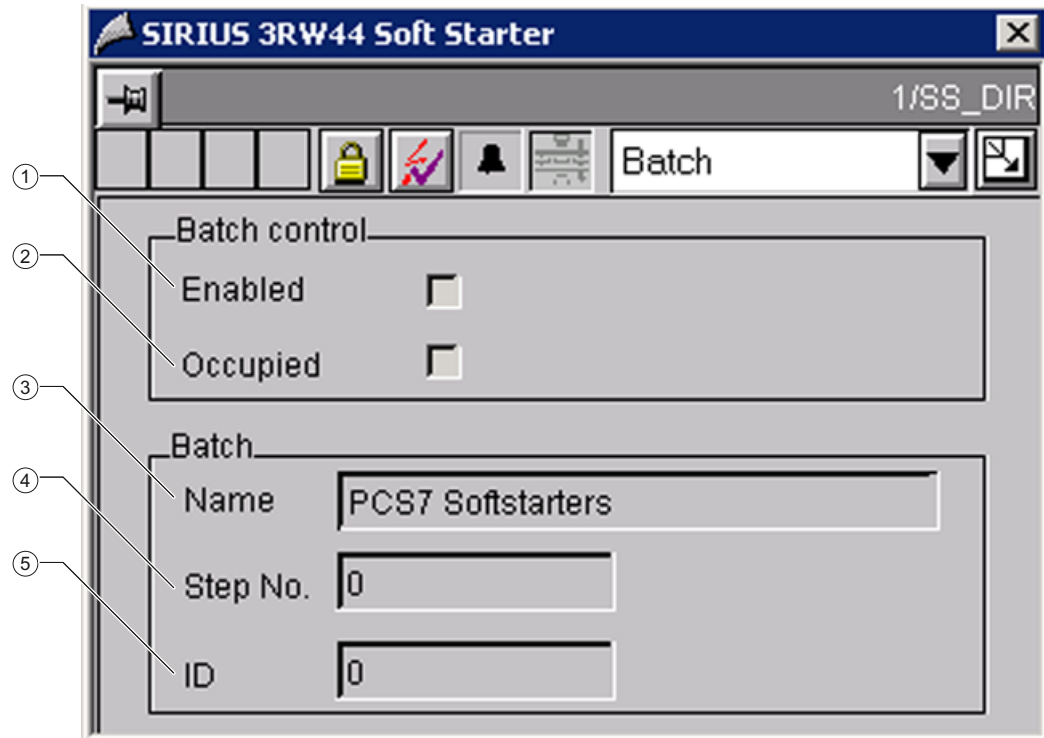 SIRIUS 3RW44 Soft Starter
1/SS_DIR
Batch
① 
Batch control
② 
Enabled
Occupied
③ 
Batch
④ 
Name PCS7 Softstarters
⑤ 
Step No. 0
ID 0